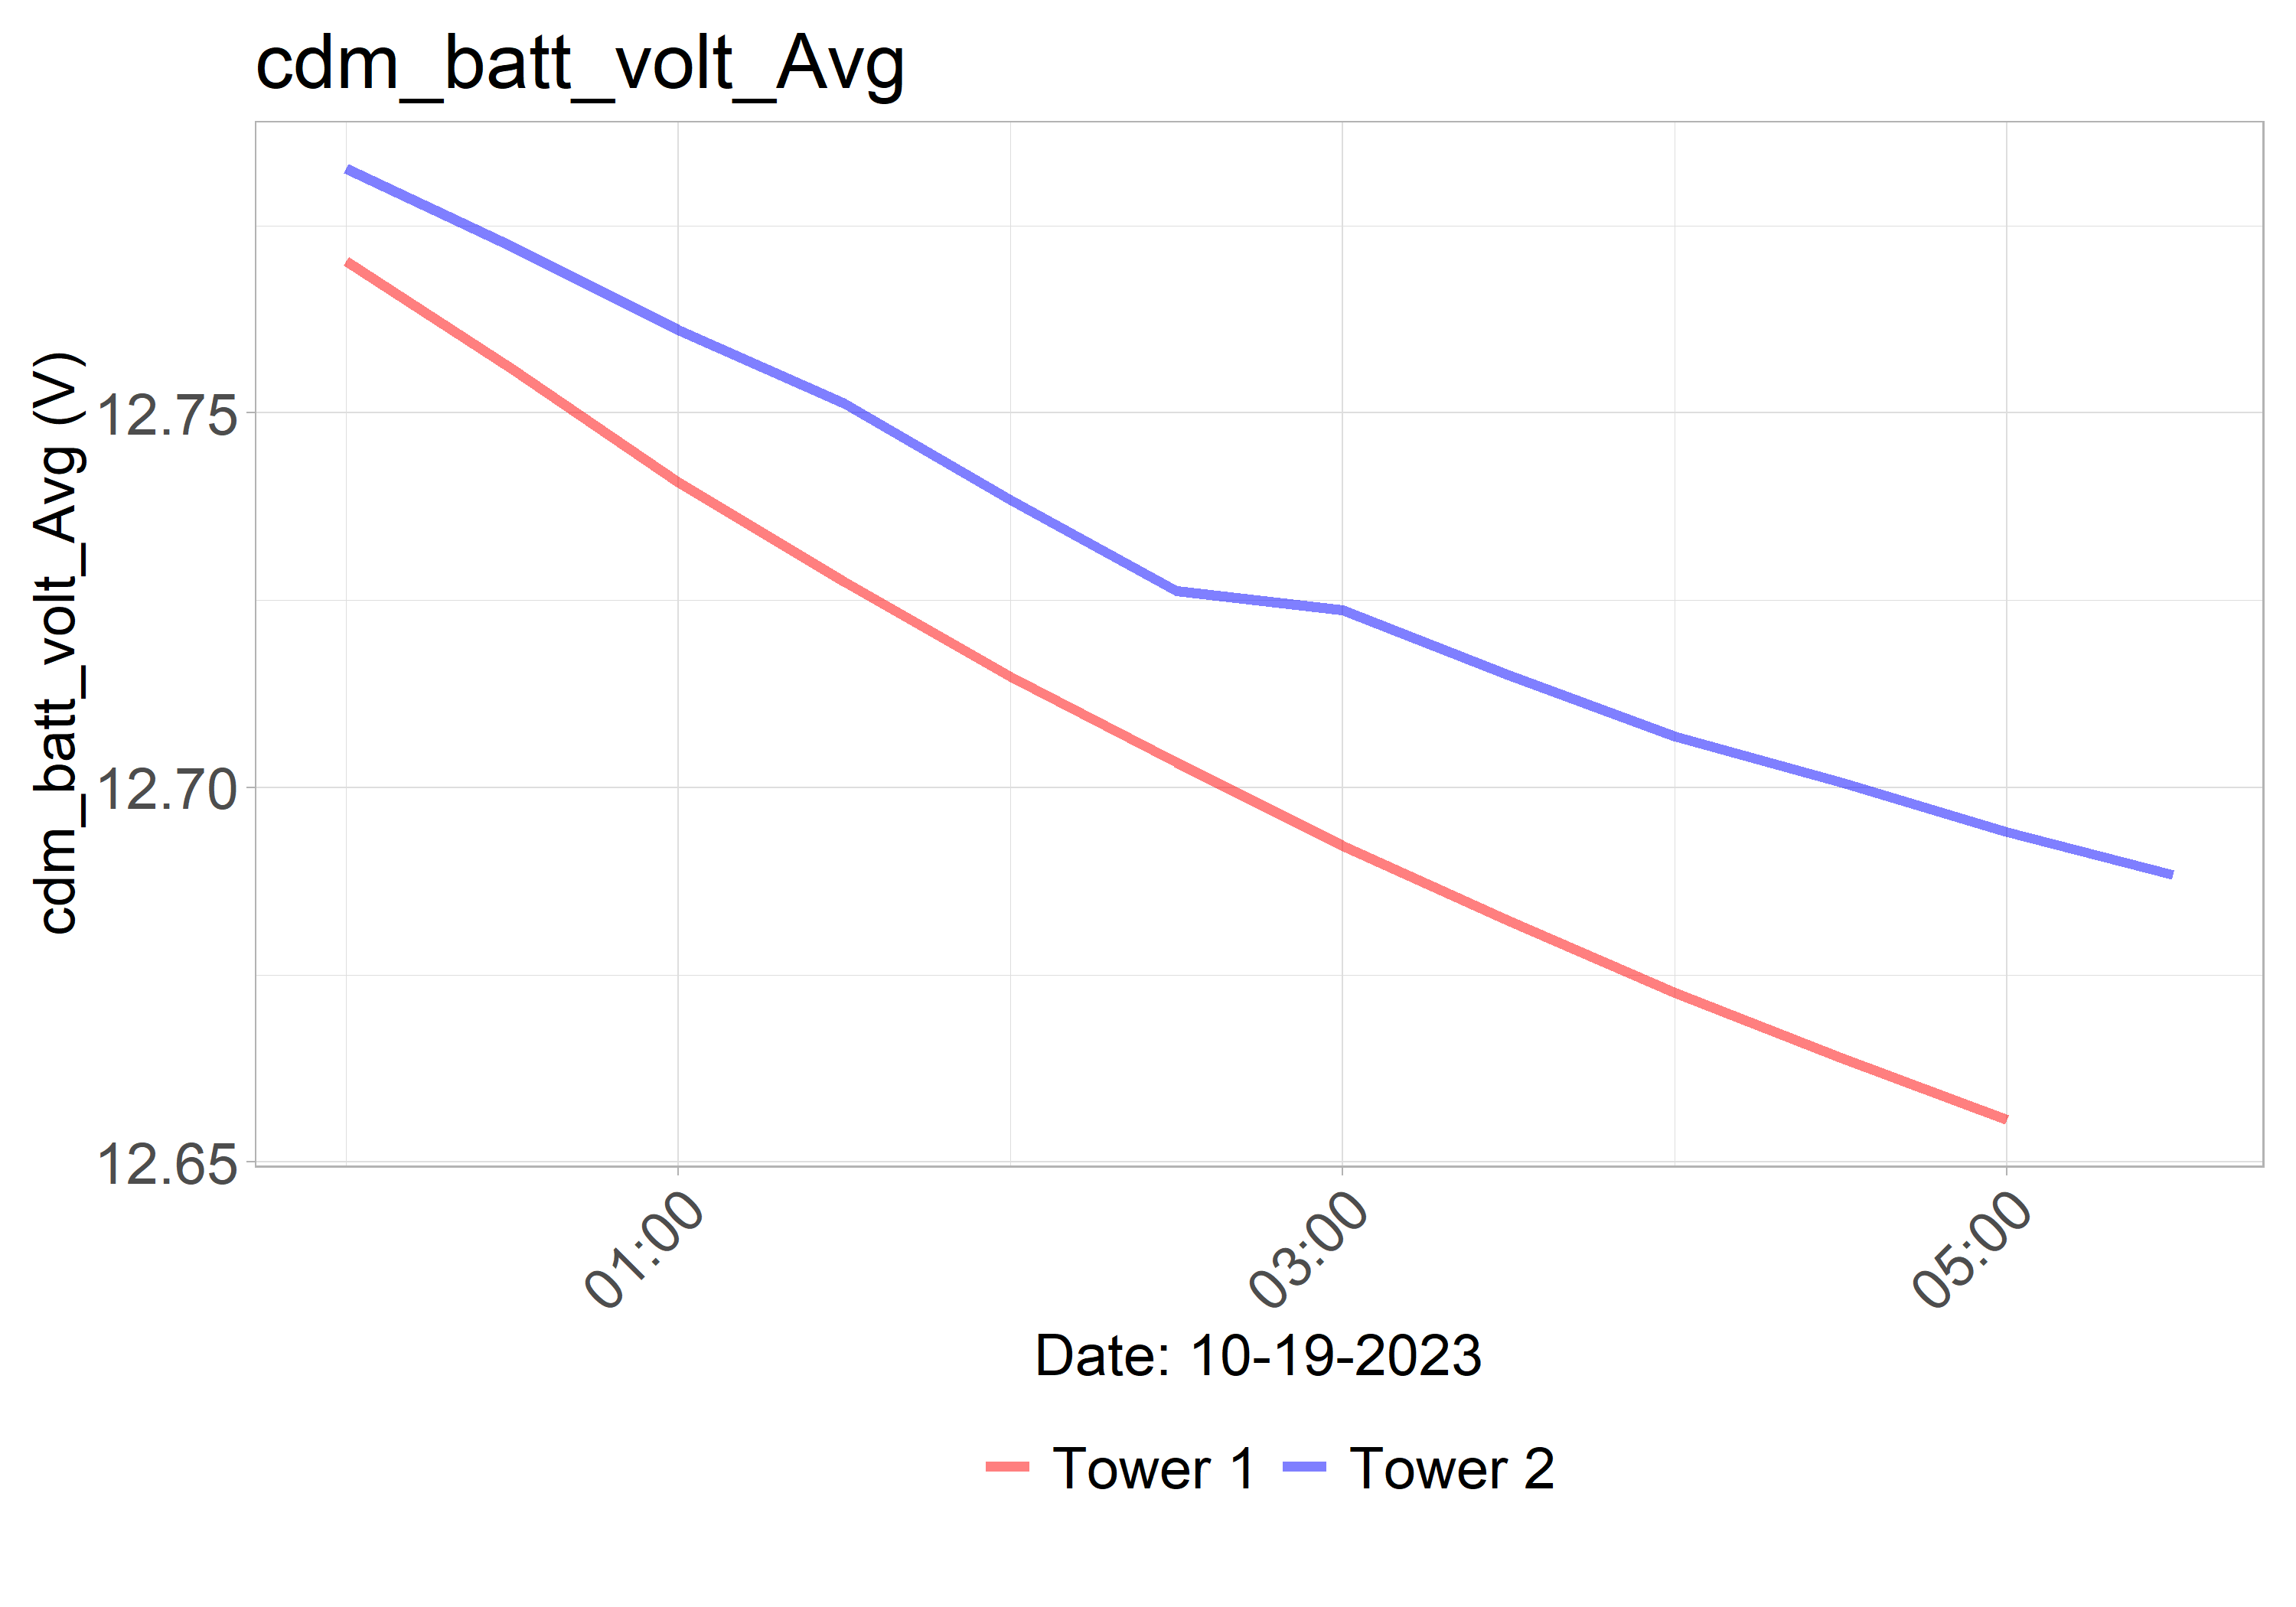 cdm_batt_volt_Avg
cdm_batt_volt_Avg (V)
12.75
12.70
12.65
01:00
03:00
05:00
Date: 10-19-2023
Tower 1
Tower 2